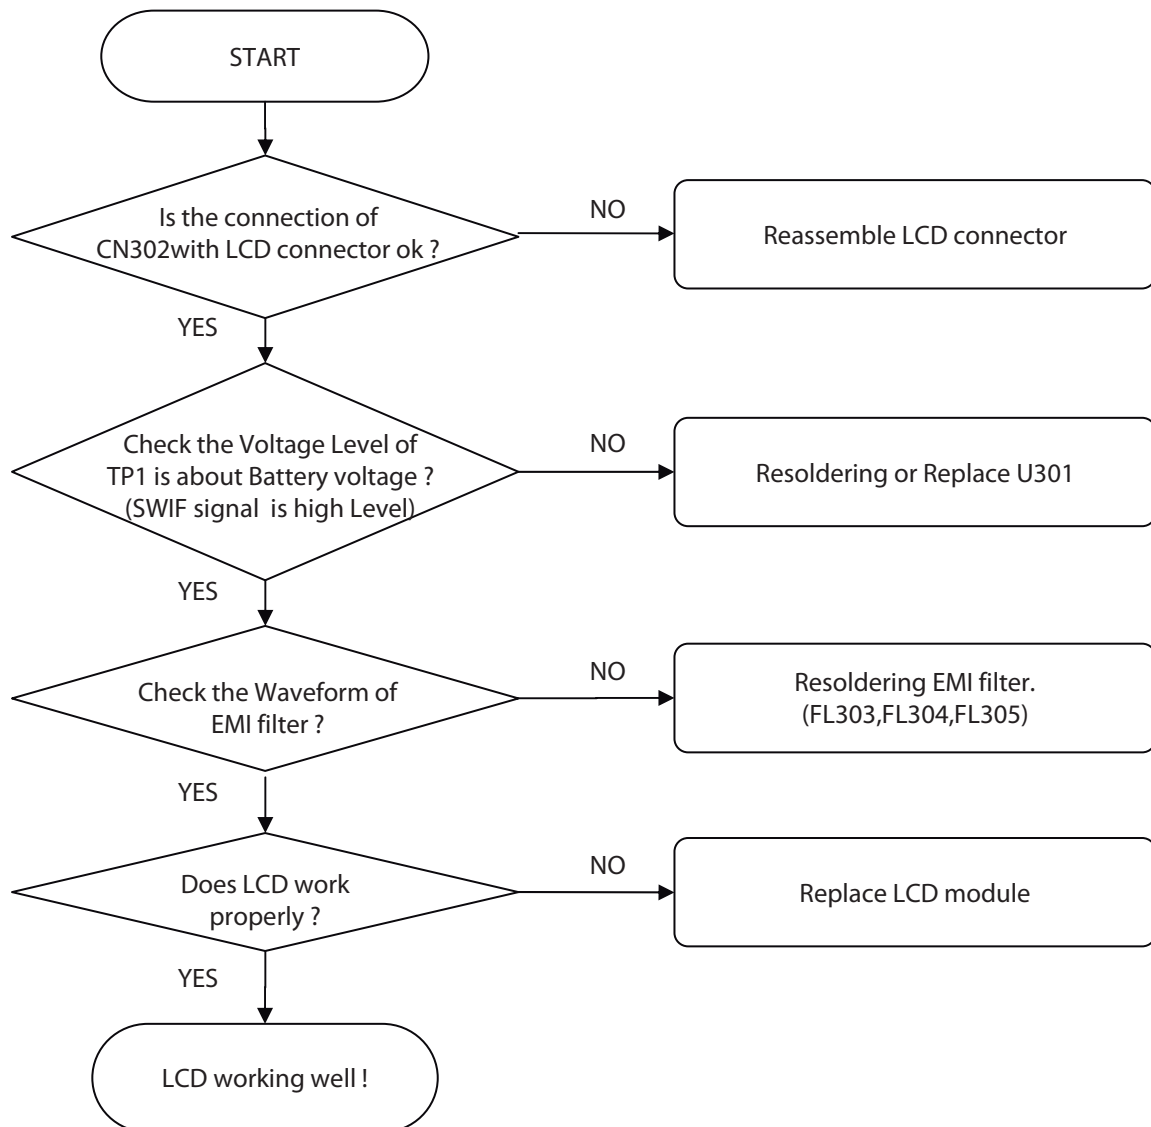 START
Is the connection of
CN302with LCD connector ok ?
NO
Reassemble LCD connector
YES
Check the Voltage Level of
TP1 is about Battery voltage ?
(SWIF signal  is high Level)
NO
Resoldering or Replace U301
YES
Check the Waveform of
EMI filter ?
NO
Resoldering EMI filter.
(FL303,FL304,FL305)
YES
Does LCD work
properly ?
NO
Replace LCD module
YES
LCD working well !